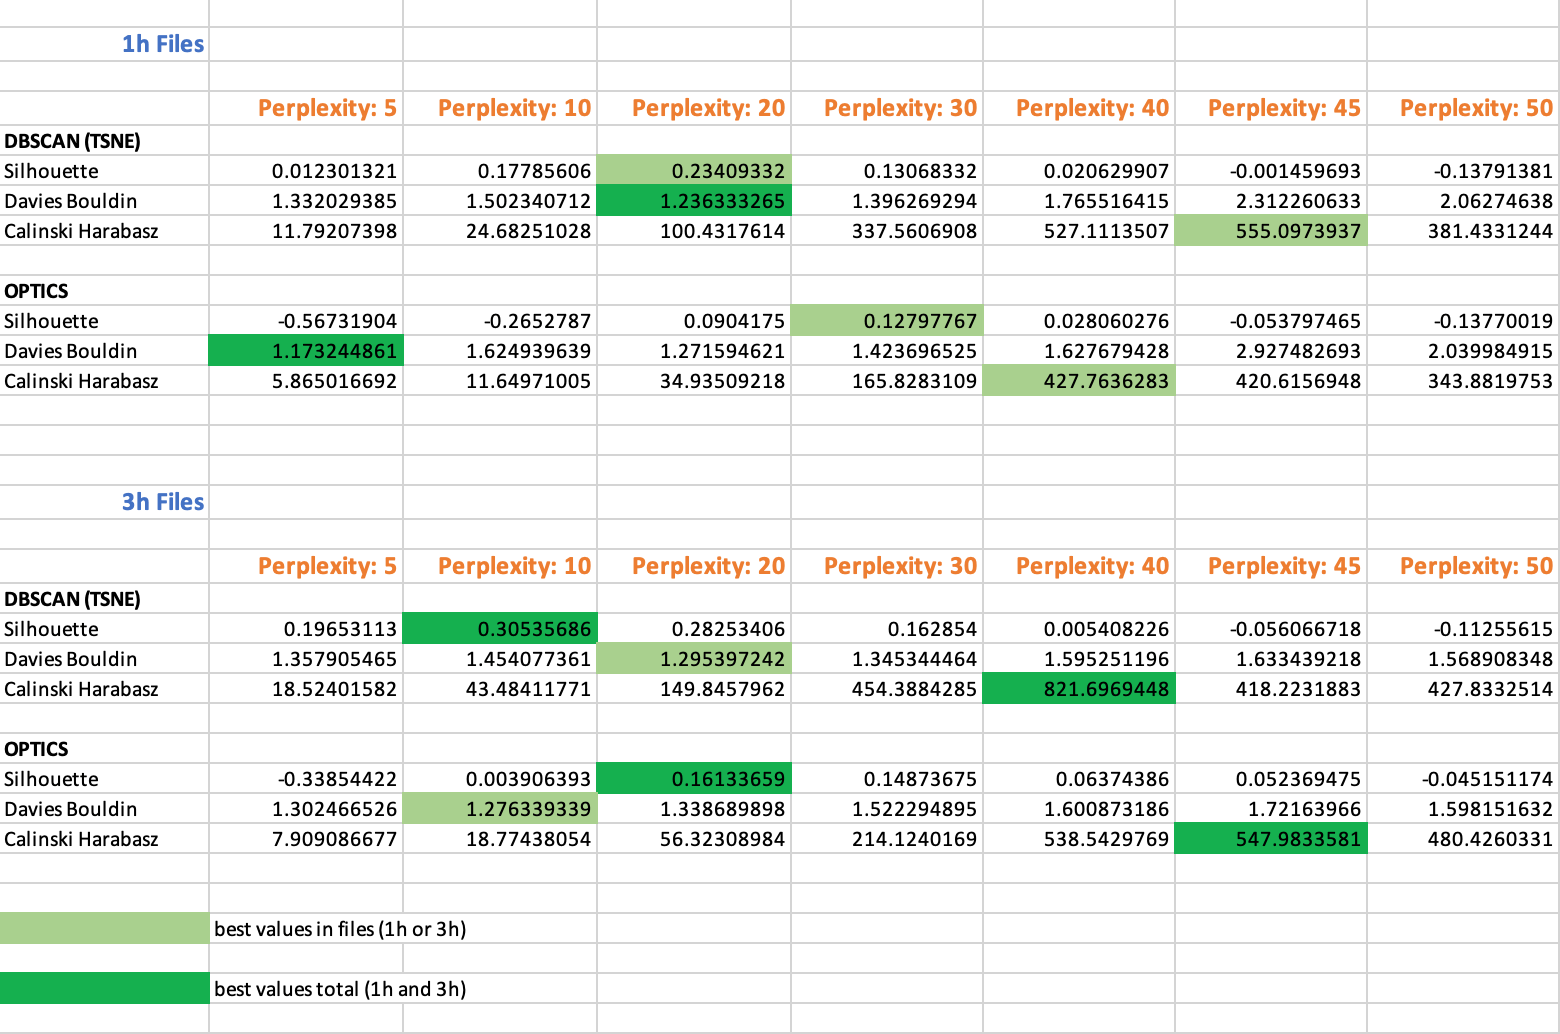 1h Files
Perplexity: 5 Perplexity: 10 Perplexity: 20 Perplexity: 30 Perplexity: 40 Perplexity: 45 Perplexity: 50
DBSCAN (TSNE)
Silhouette 0.012301321 0.17785606 0.23409332 0.13068332 0.020629907 -0.001459693 -0.13791381
Davies Bouldin 1.332029385 1.502340712 1.236333265 1.396269294 1.765516415 2.312260633 2.06274638
Calinski Harabasz 11.79207398 24.68251028 100.4317614 337.5606908 527.1113507 555.0973937 381.4331244
OPTICS
Silhouette -0.56731904 -0.2652787 0.0904175 0.12797767 0.028060276 -0.053797465 -0.13770019
Davies Bouldin 1.173244861 1.624939639 1.271594621 1.423696525 1.627679428 2.927482693 2.039984915
Calinski Harabasz 5.865016692 11.64971005 34.93509218 165.8283109 427.7636283 420.6156948 343.8819753
3h Files
Perplexity: 5 Perplexity: 10 Perplexity: 20 Perplexity: 30 Perplexity: 40 Perplexity: 45 Perplexity: 50
DBSCAN (TSNE)
Silhouette 0.19653113 0.30535686 0.28253406 0.162854 0.005408226 -0.056066718 -0.11255615
Davies Bouldin 1.357905465 1.454077361 1.295397242 1.345344464 1.595251196 1.633439218 1.568908348
Calinski Harabasz 18.52401582 43.48411771 149.8457962 454.3884285 821.6969448 418.2231883 427.8332514
OPTICS
Silhouette -0.33854422 0.003906393 0.16133659 0.14873675 0.06374386 0.052369475 -0.045151174
Davies Bouldin 1.302466526 1.276339339 1.338689898 1.522294895 1.600873186 1.72163966 1.598151632
Calinski Harabasz 7.909086677 18.77438054 56.32308984 214.1240169 538.5429769 547.9833581 480.4260331
best values in files (1h or 3h)
best values total (1h and 3h)